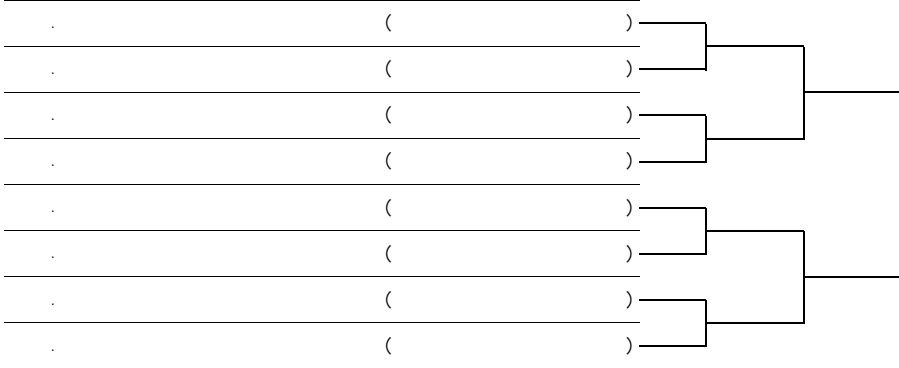 . ( )
. ( )
. ( )
. ( )
. ( )
. ( )
. ( )
. ( )